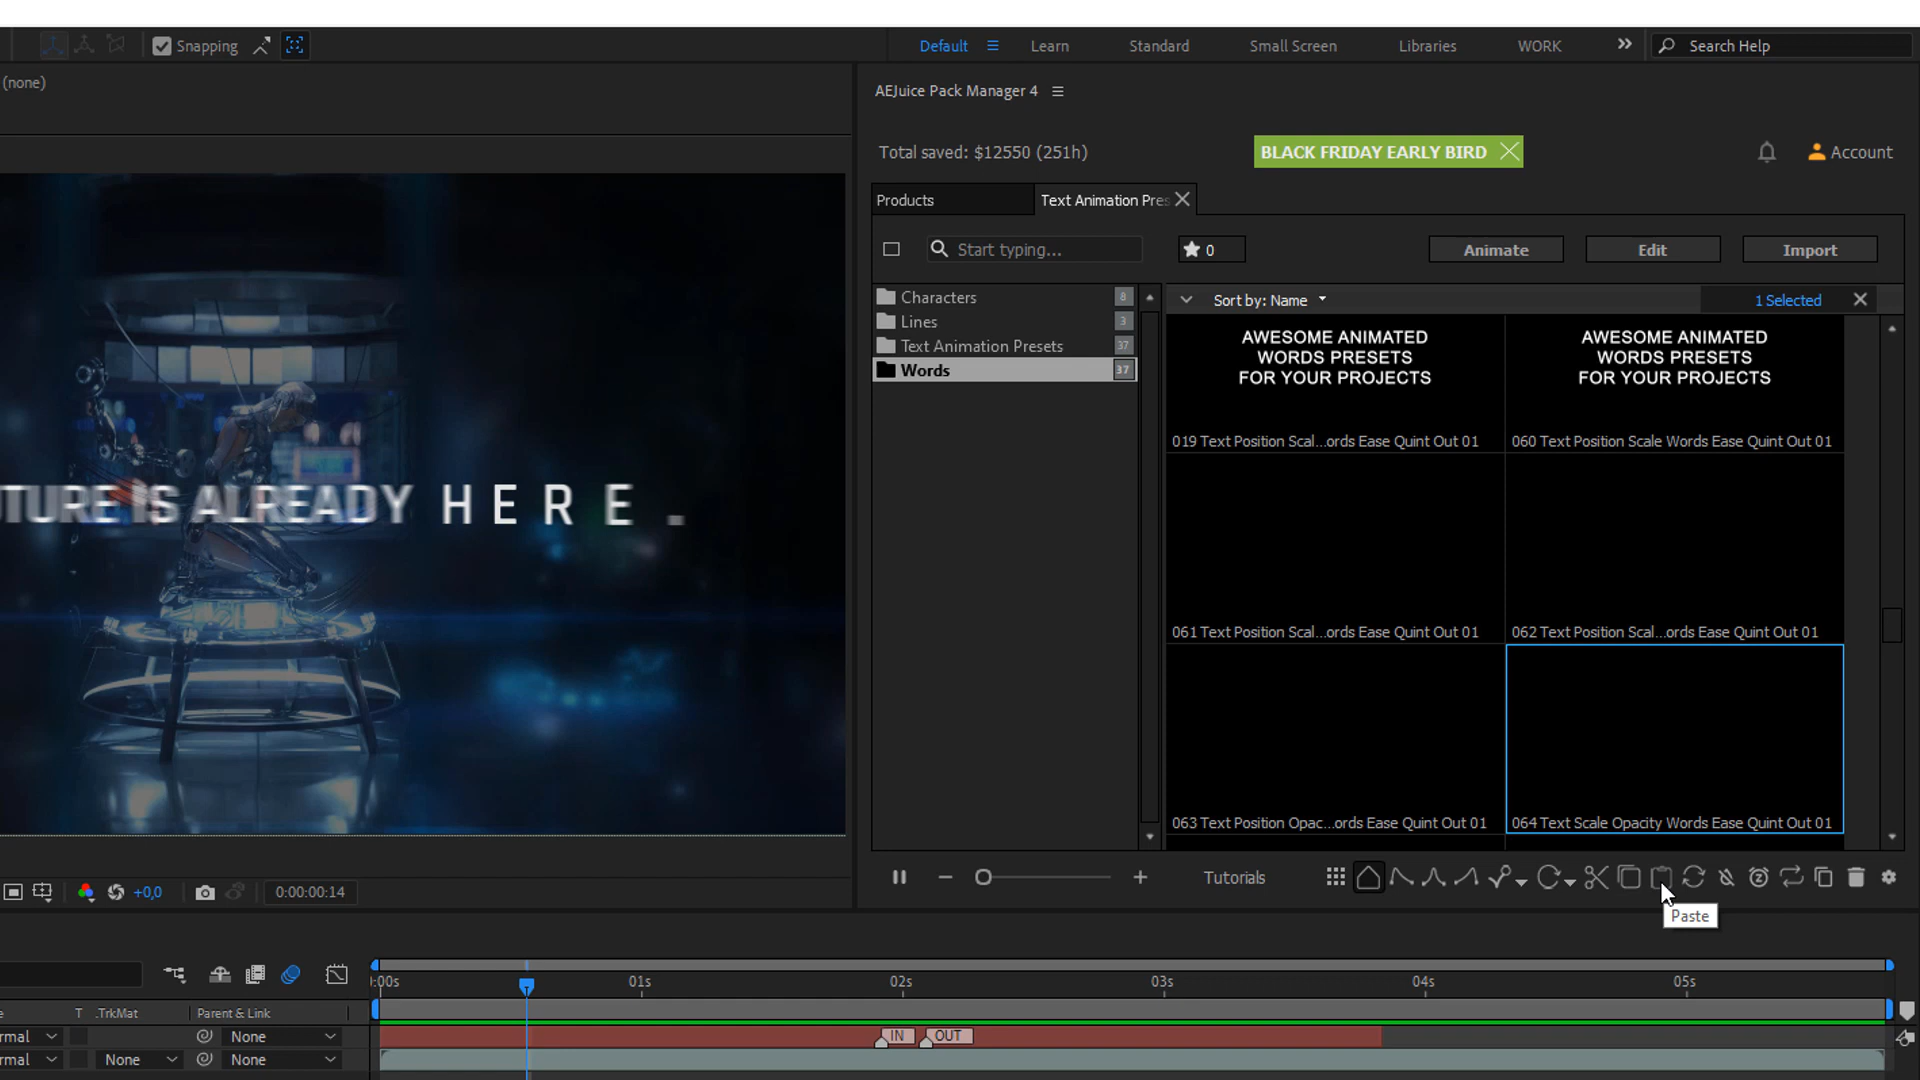 Snapping
Default
Learn
Standard
Small Screen
Libraries
WORK
Search Help
(none)
AEJuice Pack Manager 4
Total saved: $12550 (251h)
BLACK FRIDAY EARLY BIRD
Account
Products
Text Animation Pres
Start typing...
0
Animate
Edit
Import
Characters 8
Lines 3
Text Animation Presets 37
Words 37
Sort by: Name
1 Selected
AWESOME ANIMATED
WORDS PRESETS
FOR YOUR PROJECTS
AWESOME ANIMATED
WORDS PRESETS
FOR YOUR PROJECTS
019 Text Position Scal...ords Ease Quint Out 01
060 Text Position Scale Words Ease Quint Out 01
061 Text Position Scal...ords Ease Quint Out 01
062 Text Position Scal...ords Ease Quint Out 01
063 Text Position Opac...ords Ease Quint Out 01
064 Text Scale Opacity Words Ease Quint Out 01
UTURE IS ALREADY HERE.
+0,0
0:00:00:14
Tutorials
Paste
:00s
01s
02s
03s
04s
05s
e
T .TrkMat
Parent & Link
rmal
None
IN
OUT
rmal
None
None